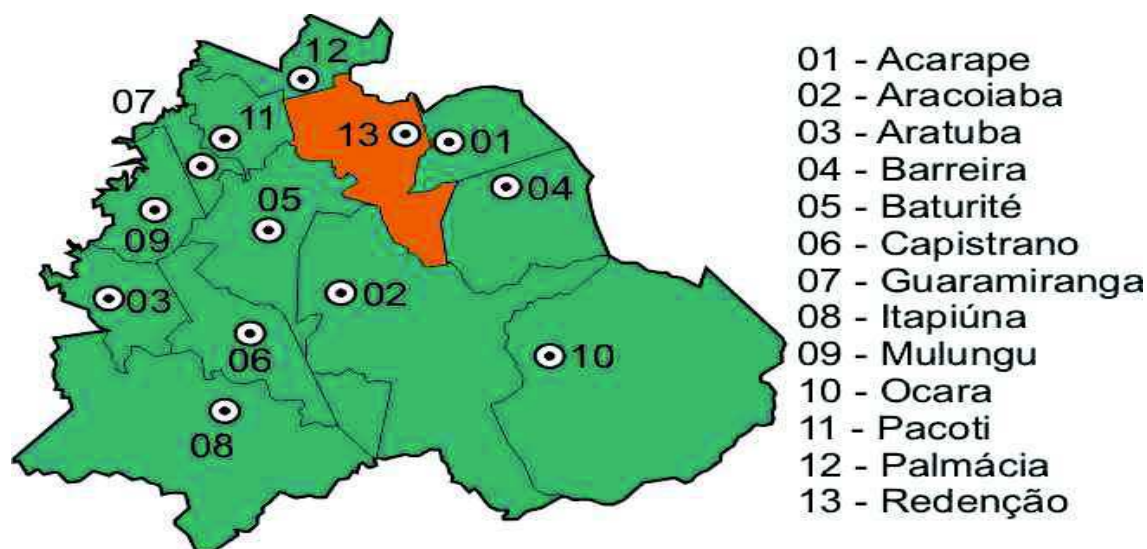 12
07
11
13
01
04
05
09
03
02
06
10
08
01 - Acarape
02 - Aracoiaba
03 - Aratuba
04 - Barreira
05 - Baturité
06 - Capistrano
07 - Guaramiranga
08 - Itapiúna
09 - Mulungu
10 - Ocara
11 - Pacoti
12 - Palmácia
13 - Redenção